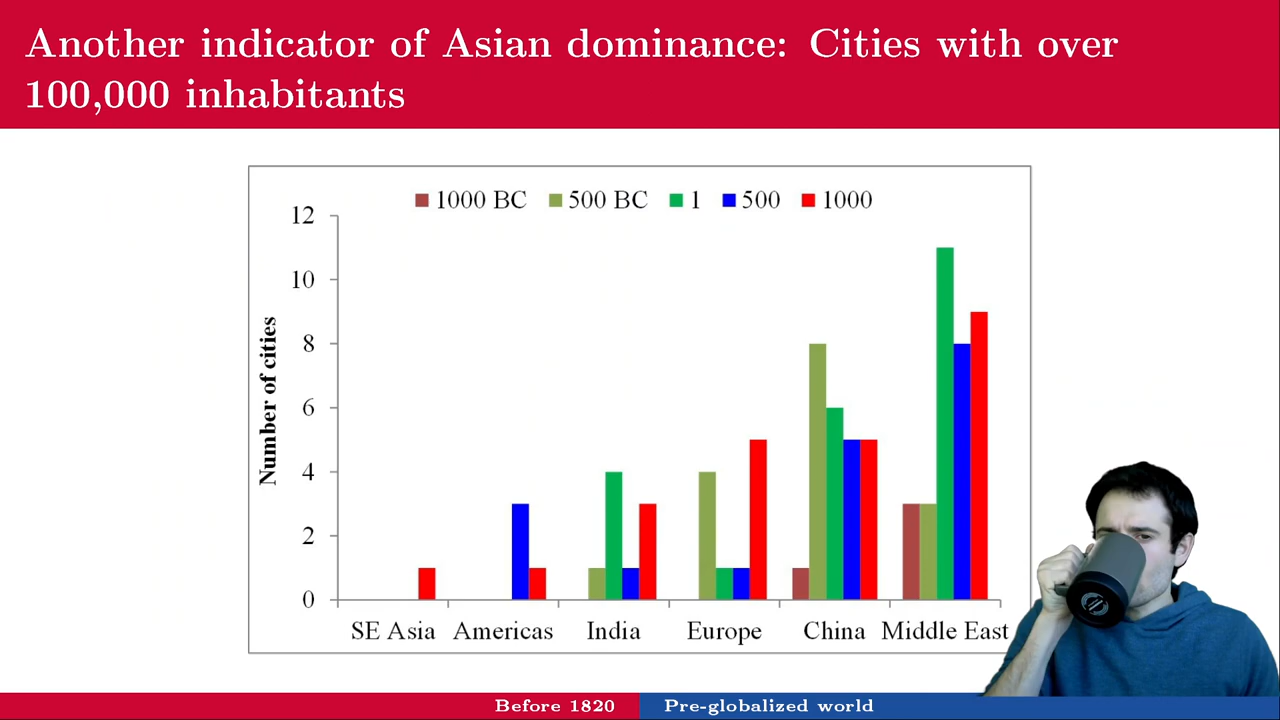 Another indicator of Asian dominance: Cities with over
100,000 inhabitants
1000 BC 500 BC 1 500 1000
Number of cities
12
10
8
6
4
2
0
SE Asia Americas India Europe China Middle East
Before 1820 Pre-globalized world